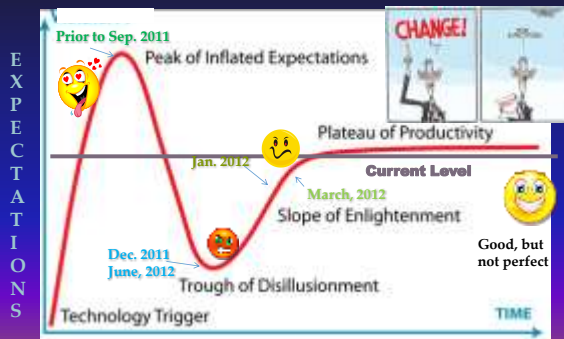 EXPECTATIONS
V
Prior to Sep. 2011
Peak of Inflated Expectations
CHANGE!
Plateau of Productivity
Jan. 2012
Current Level
March, 2012
Slope of Enlightenment
Dec. 2011
June, 2012
Good, but
not perfect
Trough of Disillusionment
Technology Trigger
TIME